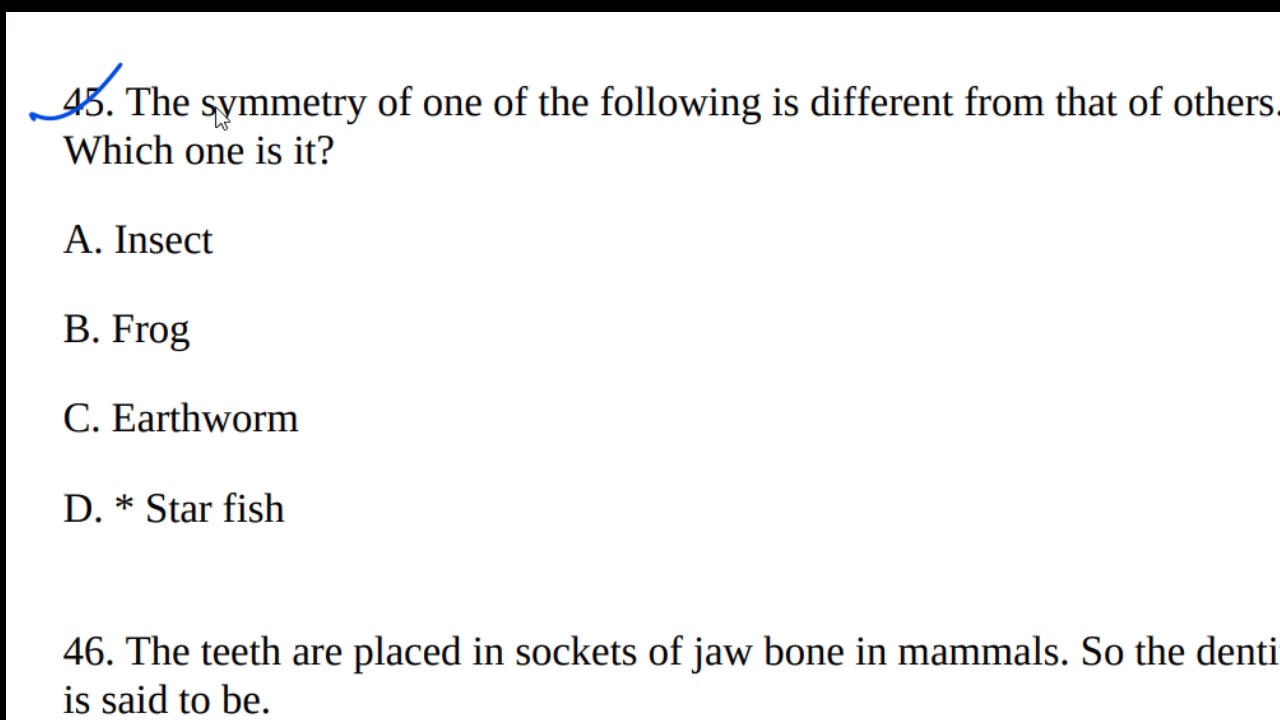 45. The symmetry of one of the following is different from that of others.
Which one is it?
A. Insect
B. Frog
C. Earthworm
D. * Star fish
46. The teeth are placed in sockets of jaw bone in mammals. So the
is said to be.